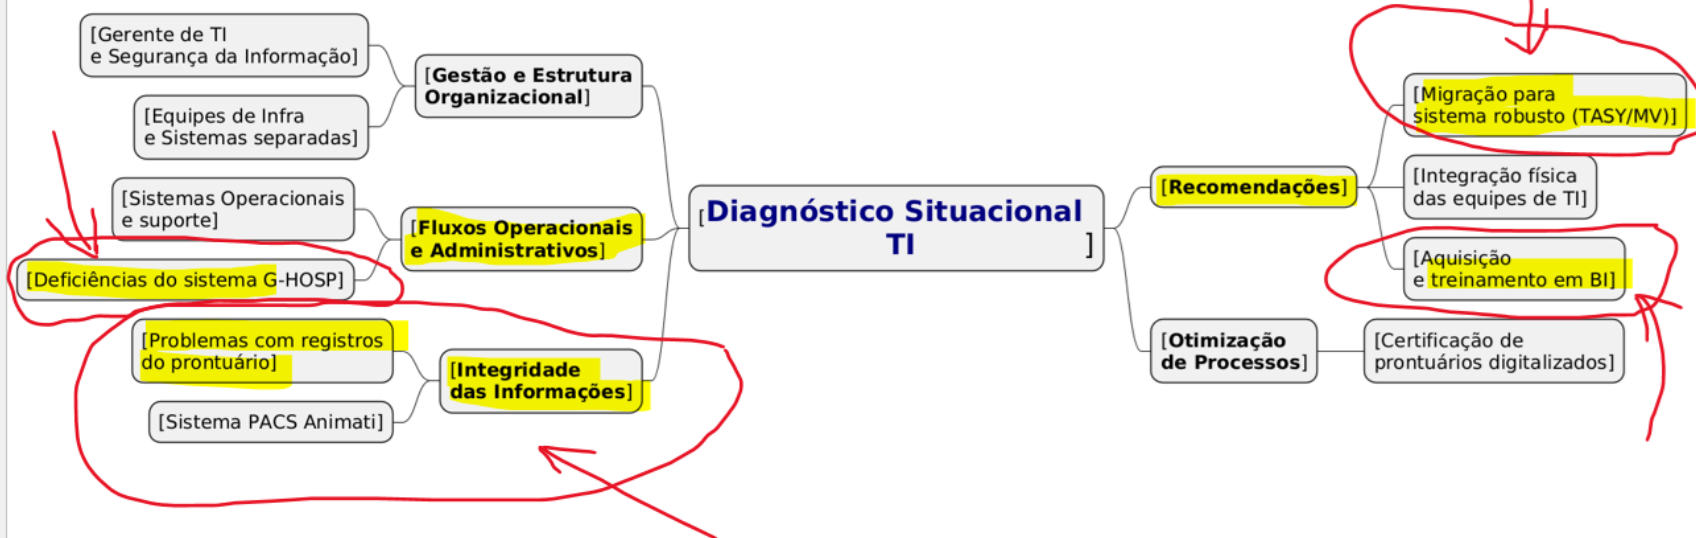 [Gerente de TI
e Segurança da Informação]
[Equipes de Infra
e Sistemas separadas]
[Gestão e Estrutura
Organizacional]
[Sistemas Operacionais
e suporte]
[Deficiências do sistema G-HOSP]
[Fluxos Operacionais
e Administrativos]
[Problemas com registros
do prontuário]
[Sistema PACS Animati]
[Integridade
das Informações]
[Diagnóstico Situacional
TI ]
[Recomendações]
[Migração para
sistema robusto (TASY/MV)]
[Integração física
das equipes de TI]
[Aquisição
e treinamento em BI]
[Otimização
de Processos]
[Certificação de
prontuários digitalizados]